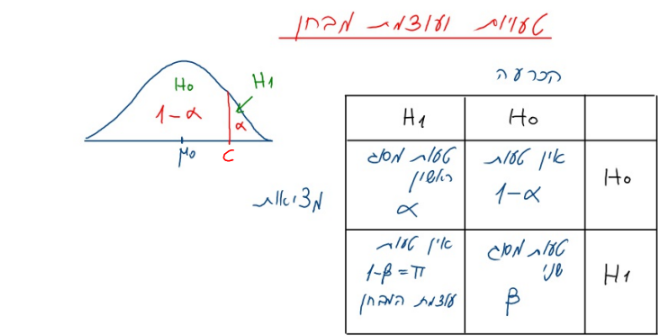 טעויות ועוצמת מבחן
הכרעה
H₀
H₁
H₀
אין טעות
1-α
טעות מסוג
ראשון
α
H₁
טעות מסוג
שני
β
אין טעות
1-β=π
עוצמת המבחן
מציאות
H₀
1-α
H₁
α
μ₀
C